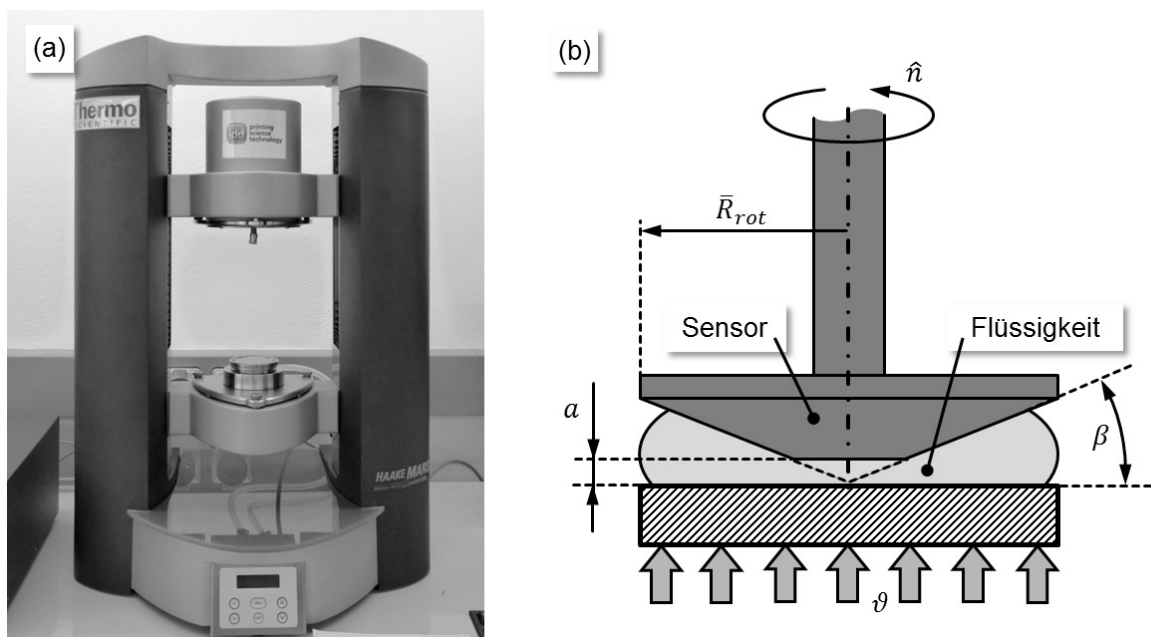 (a)
Thermo
SCIENTIFIC
printing
science
technology
HAAKE MARS
(b)
n̂
R̄rot
Sensor
Flüssigkeit
a
β
ϑ